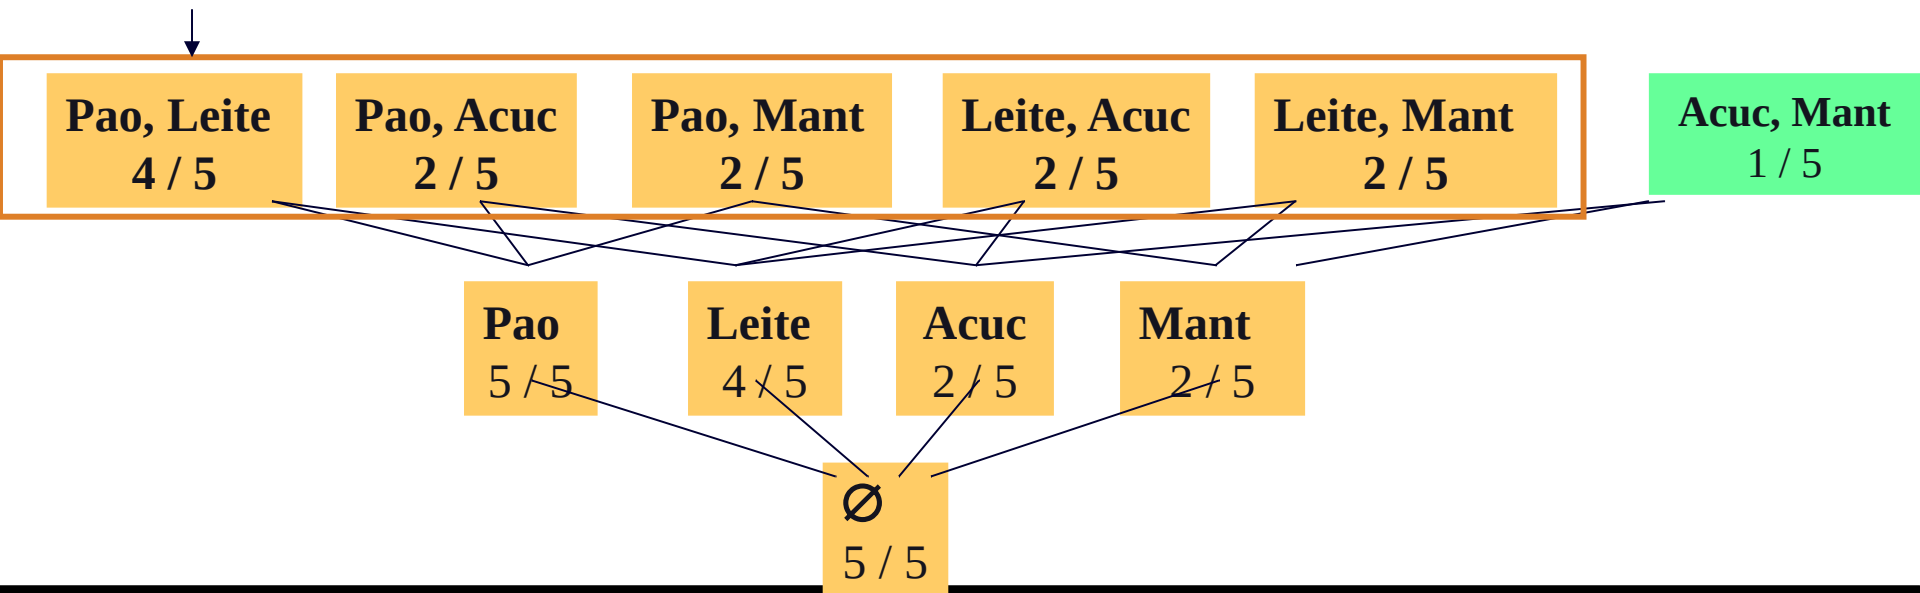 Pao, Leite
4 / 5
Pao, Acuc
2 / 5
Pao, Mant
2 / 5
Leite, Acuc
2 / 5
Leite, Mant
2 / 5
Acuc, Mant
1 / 5
Pao
5 / 5
Leite
4 / 5
Acuc
2 / 5
Mant
2 / 5
∅
5 / 5